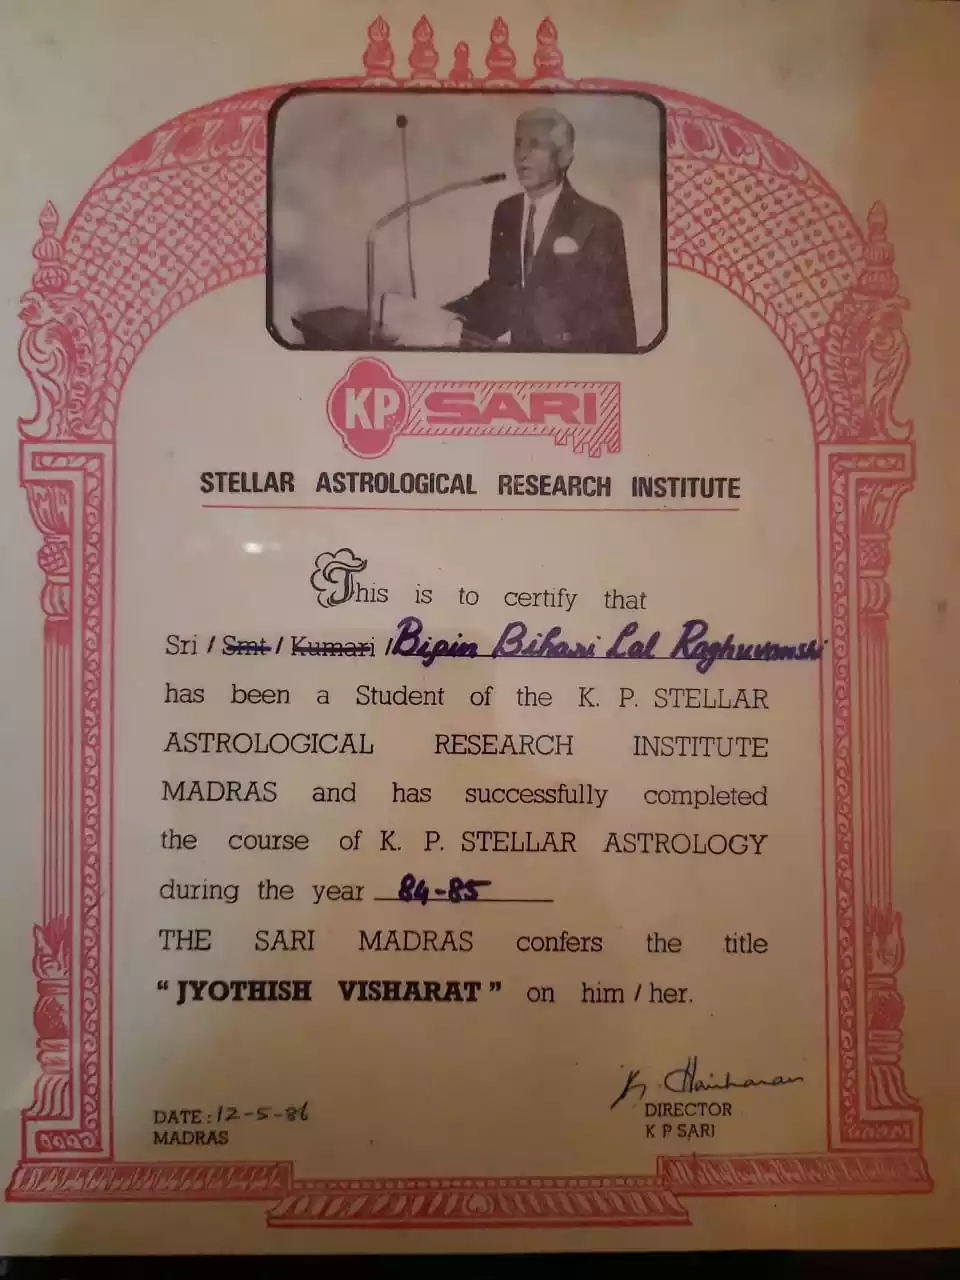 KP SARI
STELLAR ASTROLOGICAL RESEARCH INSTITUTE
This is to certify that
Sri / Smt / Kumari / Bipin Bihari Lal Raghuvamshi
has been a Student of the K. P. STELLAR
ASTROLOGICAL RESEARCH INSTITUTE
MADRAS and has successfully completed
the course of K. P. STELLAR ASTROLOGY
during the year 84-85
THE SARI MADRAS confers the title
“JYOTHISH VISHARAT” on him / her.
K. Hariharan
DATE: 12-5-86
DIRECTOR
MADRAS
K P SARI